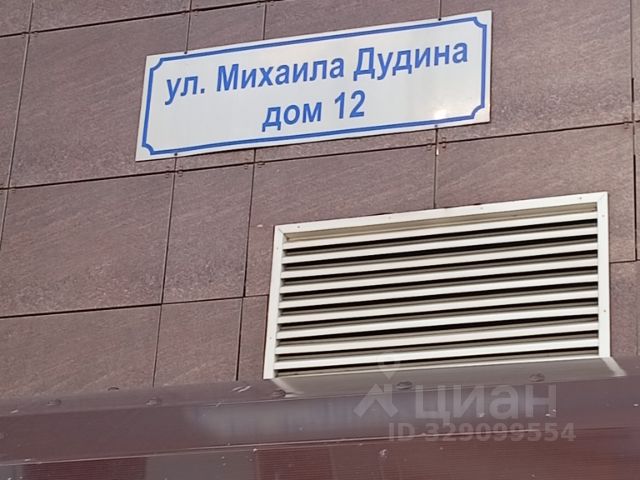 ул. Михаила Дудина
дом 12
циан
ID 329099554